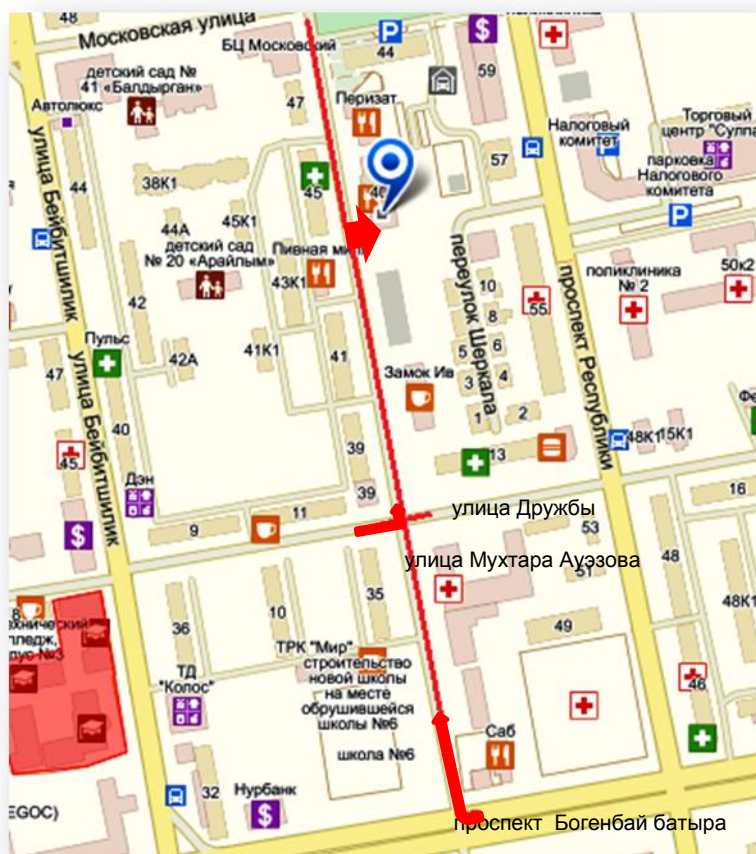 48
Московская улица
БЦ Московский
P
44
$
59
детский сад №
41 «Балдырган»
47
Перизат
Автолюкс
Налоговый
комитет
P
Торговый
57
парковка
Налогового
комитета
P
улица Бейбитшилик
44
38К1
45
44А
45К1
детский сад
№ 20 «Арайлым»
43К1
42
переулок Шеркала
10
8
6
5
4
3
1
2
55
проспект Республики
поликлиника
№ 2
50к2
Пульс
42А
41К1
41
Замок Ив
47
улица Бейбитшилик
40
45
39
39
13
48К1
15К1
Дэн
$
9
11
улица Дружбы
16
53
улица Мухтара Ауэзова
51
48
48К1
36
10
35
49
ТД
"Колос"
ТРК "Мир"
строительство
новой школы
на месте
обрушившейся
школы №6
школа №6
Саб
46
32
Нурбанк
$
EGOC)
проспект Богенбай батыра